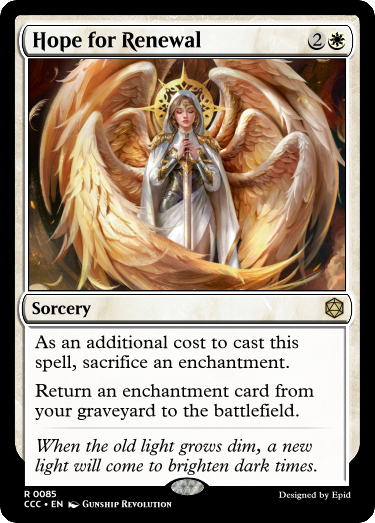 Hope for Renewal 2
Sorcery
As an additional cost to cast this
spell, sacrifice an enchantment.
Return an enchantment card from
your graveyard to the battlefield.
When the old light grows dim, a new
light will come to brighten dark times.
R 0085
CCC • EN Gunship Revolution
Designed by Epid